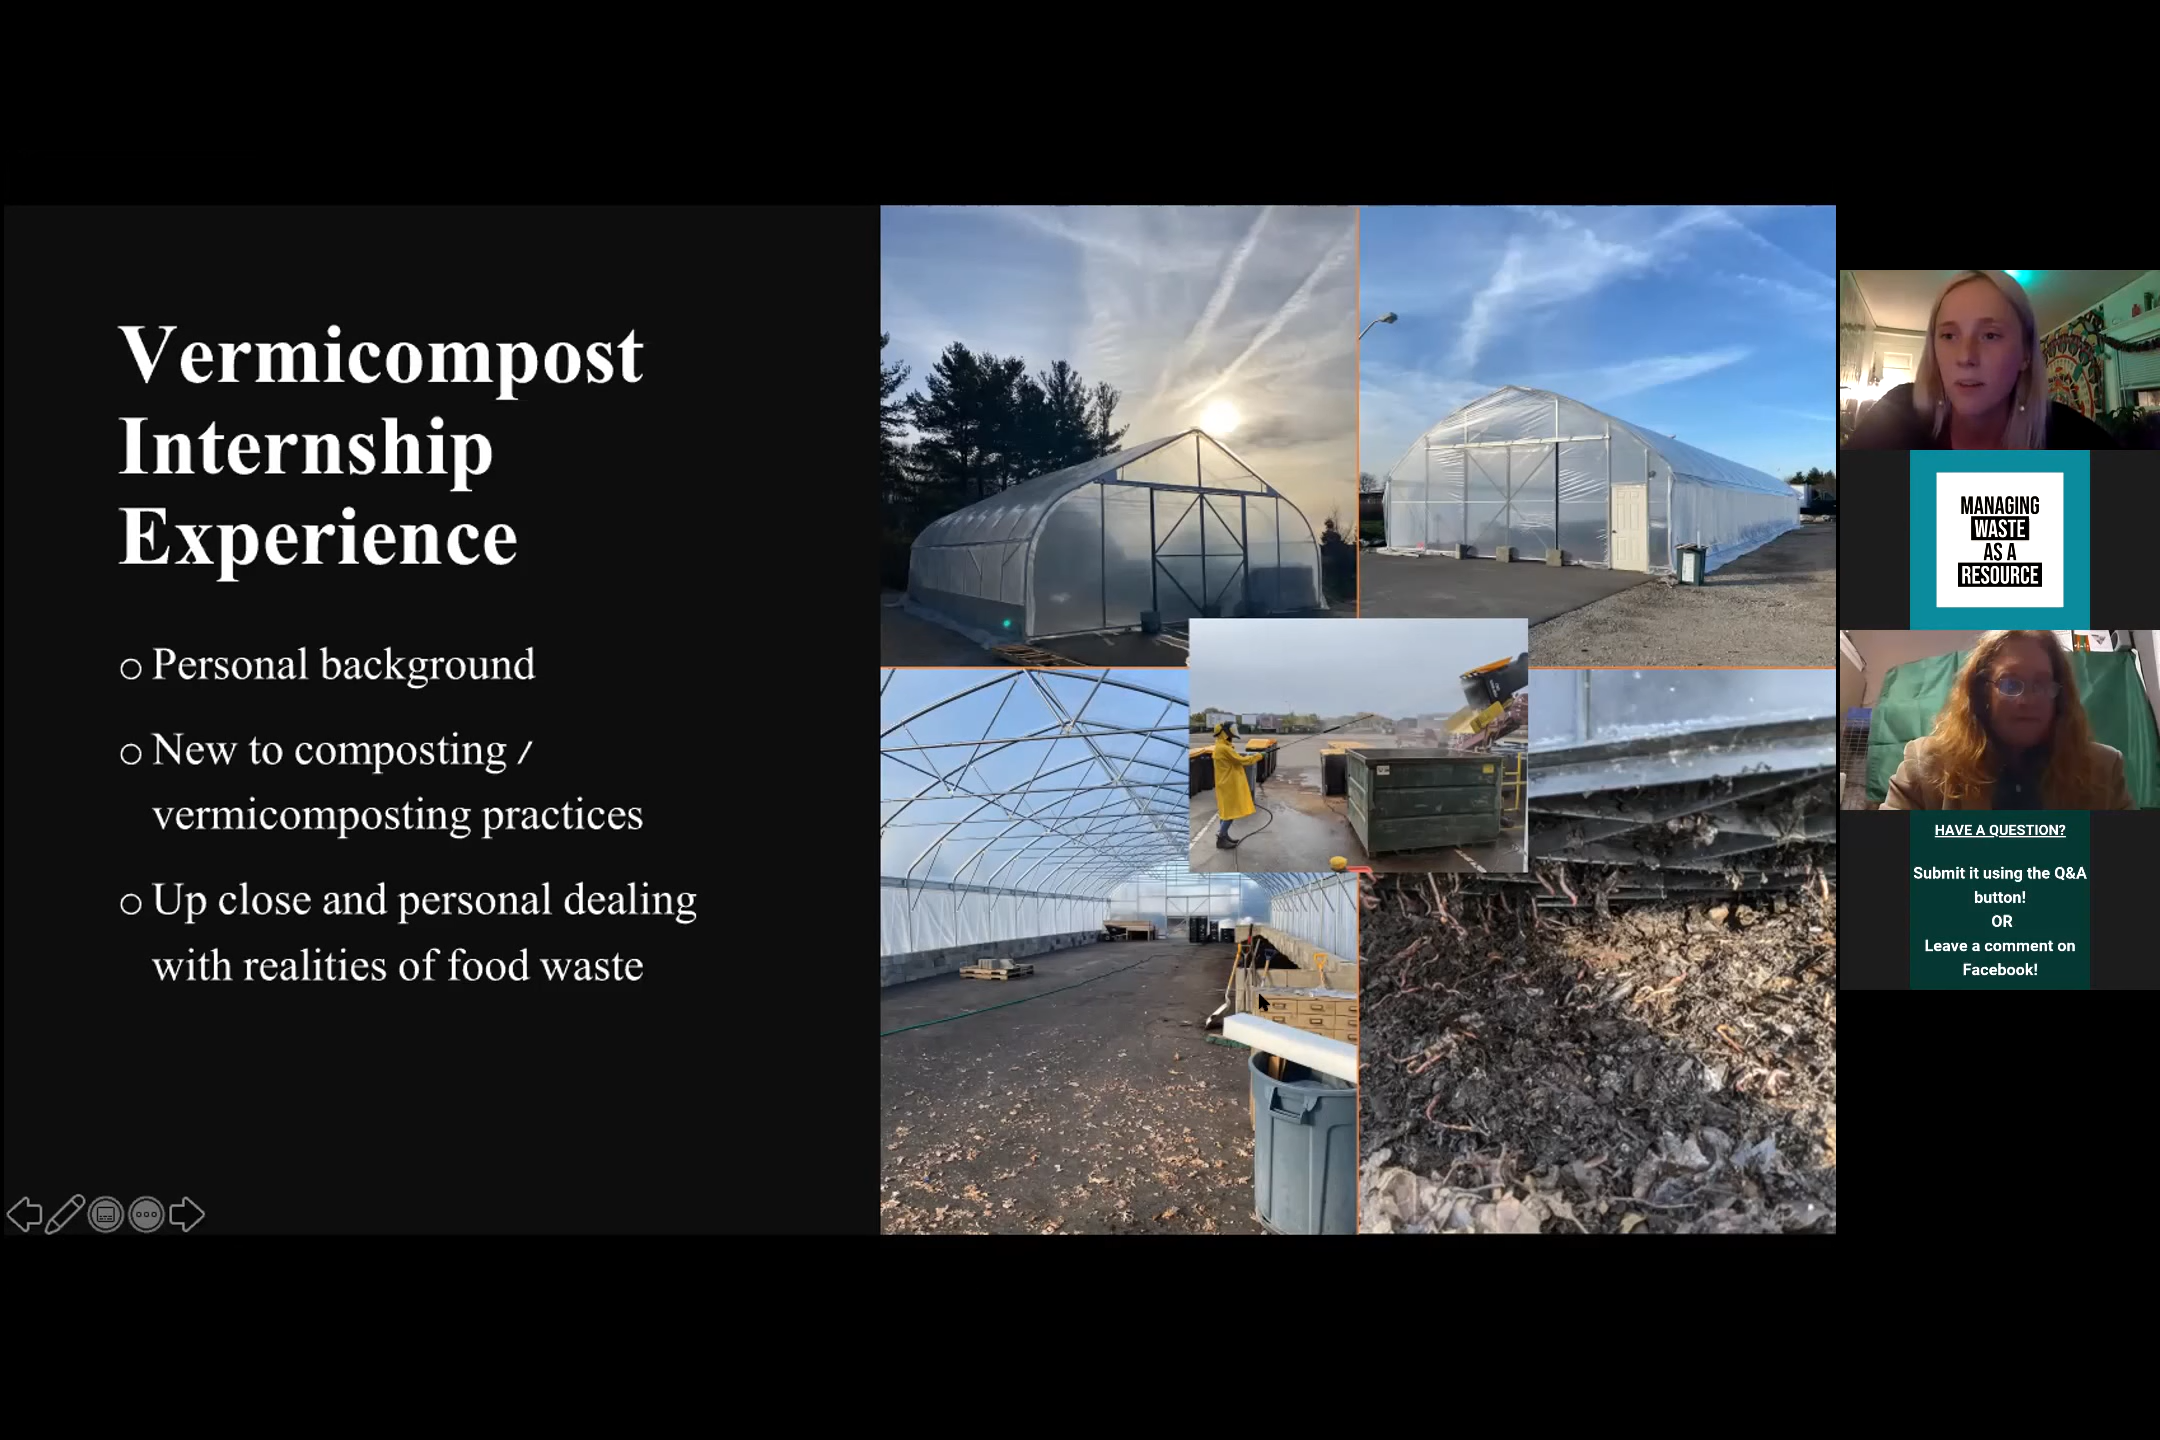 Vermicompost
Internship
Experience
Personal background
New to composting /
vermicomposting practices
Up close and personal dealing
with realities of food waste
MANAGING
WASTE
AS A
RESOURCE
HAVE A QUESTION?
Submit it using the Q&A
button!
OR
Leave a comment on
Facebook!